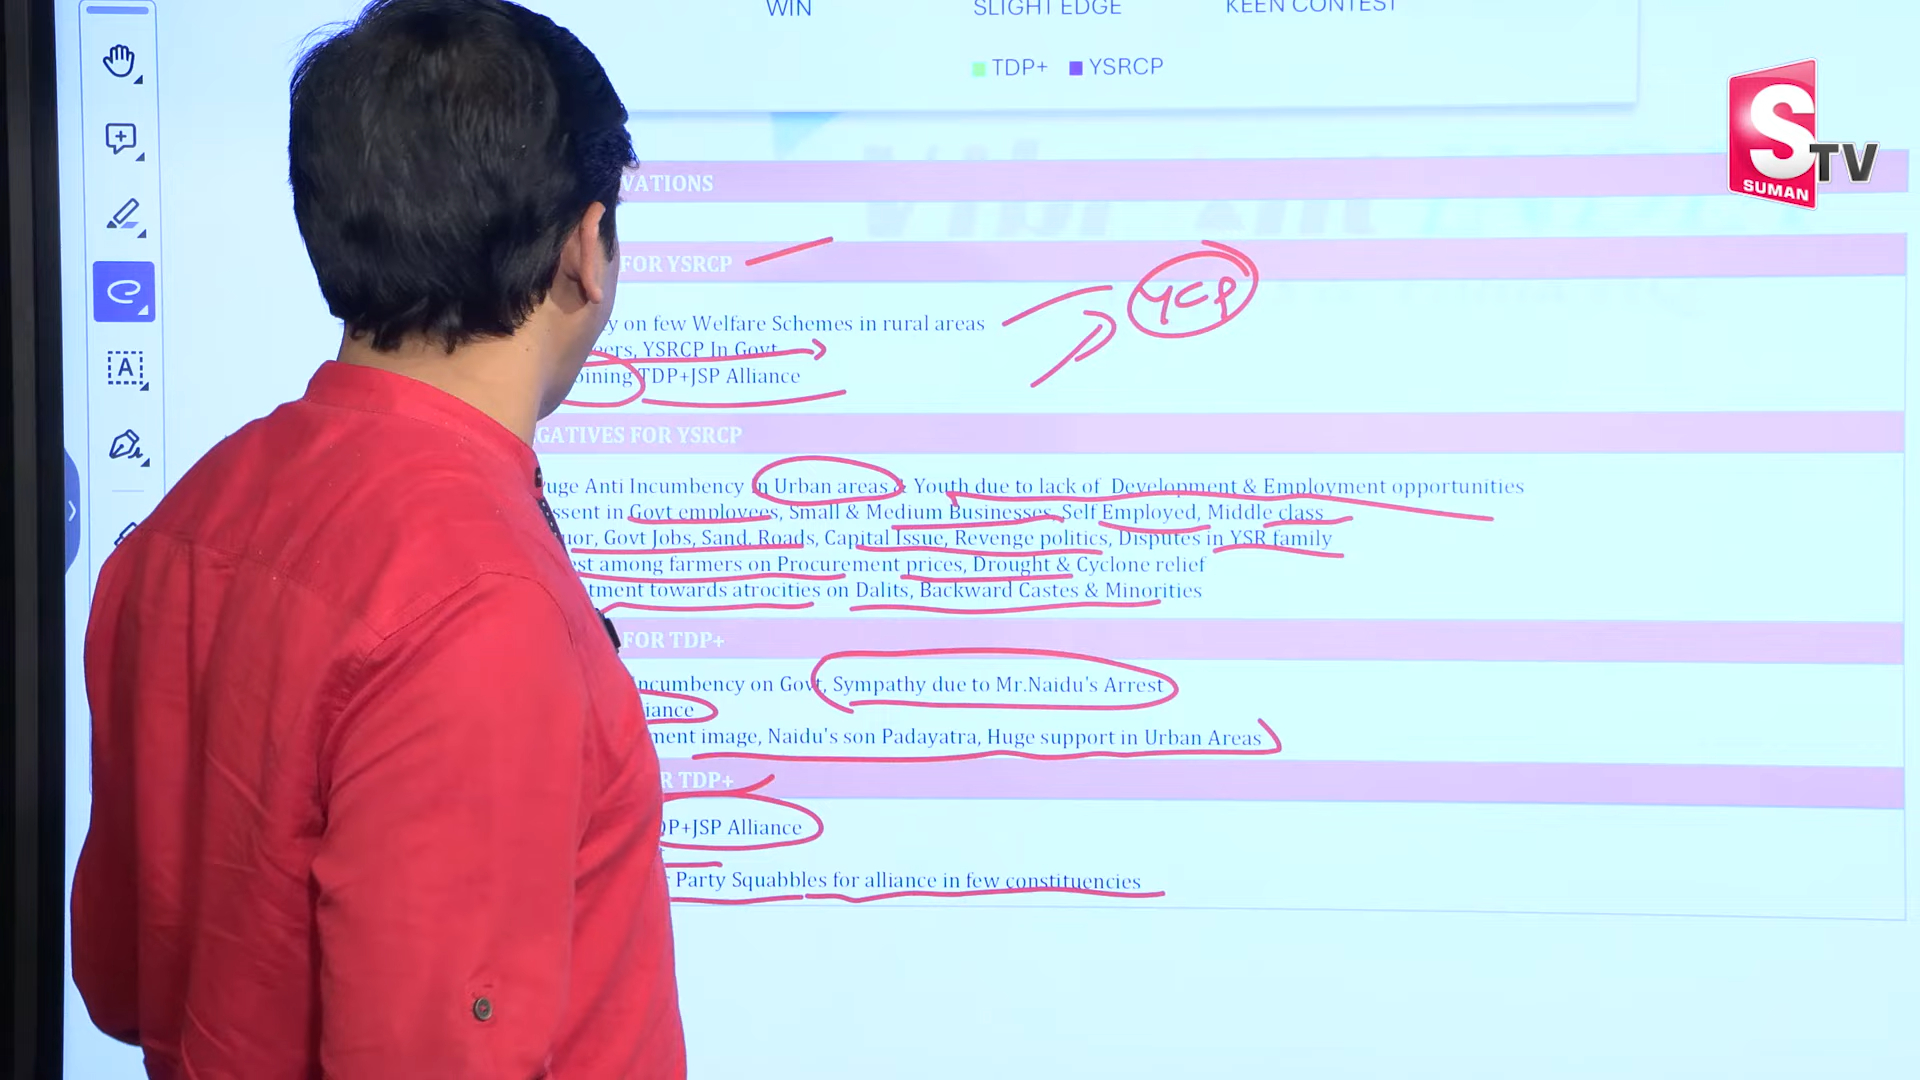 WIN SLIGHT EDGE KEEN CONTEST
TDP+ YSRCP
S
TV
SUMAN
VATIONS
FOR YSRCP
YCP
y on few Welfare Schemes in rural areas
eers, YSRCP In Govt
oining TDP+JSP Alliance
GATIVES FOR YSRCP
uge Anti Incumbency in Urban areas & Youth due to lack of Development & Employment opportunities
ssent in Govt employees, Small & Medium Businesses, Self Employed, Middle class
uor, Govt Jobs, Sand, Roads, Capital Issue, Revenge politics, Disputes in YSR family
est among farmers on Procurement prices, Drought & Cyclone relief
tment towards atrocities on Dalits, Backward Castes & Minorities
FOR TDP+
ncumbency on Govt, Sympathy due to Mr.Naidu's Arrest
iance
ment image, Naidu's son Padayatra, Huge support in Urban Areas
R TDP+
DP+JSP Alliance
Party Squabbles for alliance in few constituencies